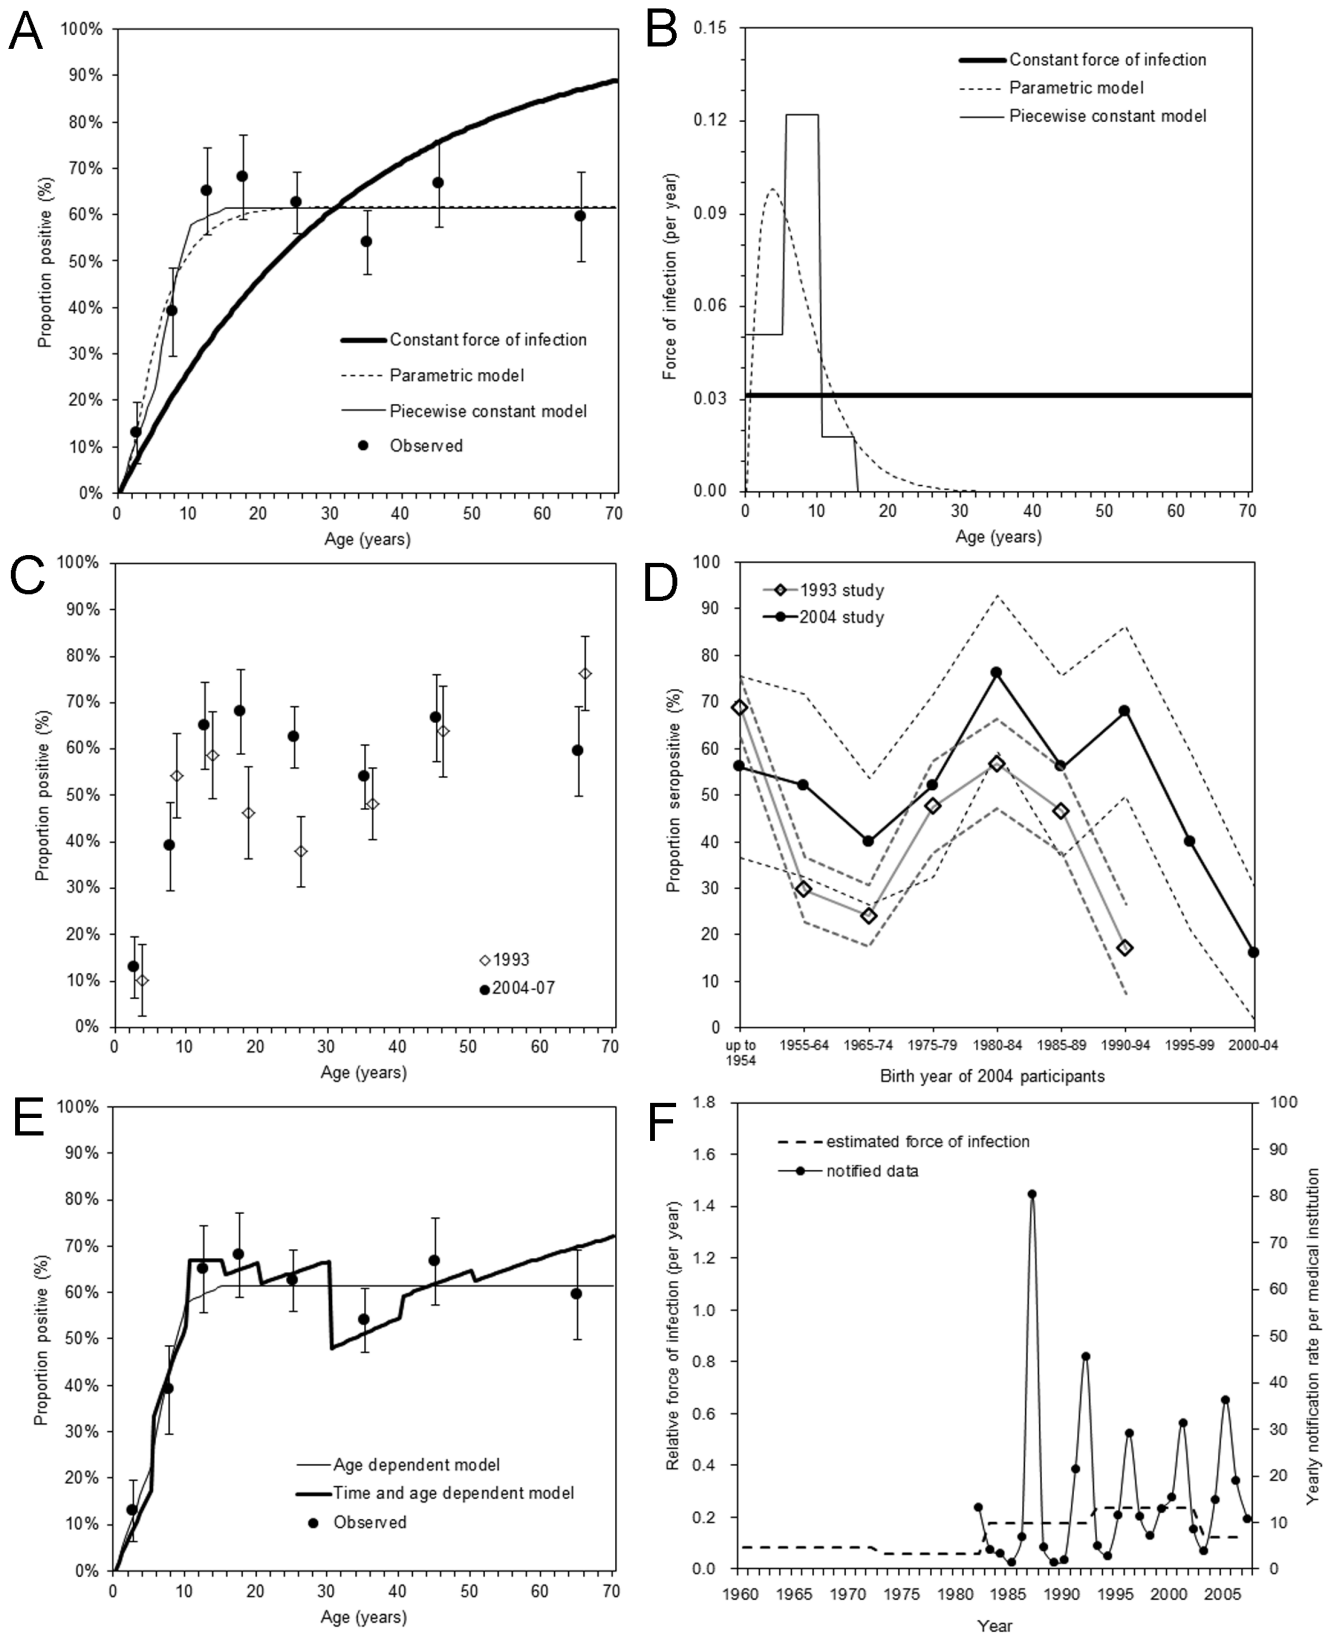 A
100%
90%
80%
70%
60%
50%
40%
30%
20%
10%
0%
Proportion positive (%)
Constant force of infection
Parametric model
Piecewise constant model
Observed
0 10 20 30 40 50 60 70
Age (years)
B
0.15
0.12
0.09
0.06
0.03
0.00
Force of infection (per year)
Constant force of infection
Parametric model
Piecewise constant model
0 10 20 30 40 50 60 70
Age (years)
C
100%
90%
80%
70%
60%
50%
40%
30%
20%
10%
0%
Proportion positive (%)
1993
2004-07
0 10 20 30 40 50 60 70
Age (years)
D
100
90
80
70
60
50
40
30
20
10
0
Proportion seropositive (%)
1993 study
2004 study
up to 1955-64 1965-74 1975-79 1980-84 1985-89 1990-94 1995-99 2000-04
1954
Birth year of 2004 participants
E
100%
90%
80%
70%
60%
50%
40%
30%
20%
10%
0%
Proportion positive (%)
Age dependent model
Time and age dependent model
Observed
0 10 20 30 40 50 60 70
Age (years)
F
1.8
1.6
1.4
1.2
1.0
0.8
0.6
0.4
0.2
0.0
Relative force of infection (per year)
estimated force of infection
notified data
100
90
80
70
60
50
40
30
20
10
0
Yearly notification rate per medical institution
1960 1965 1970 1975 1980 1985 1990 1995 2000 2005
Year